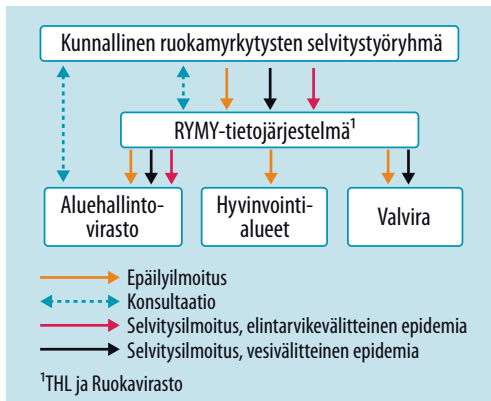 Kunnallinen ruokamyrkytysten selvitystyöryhmä
RYMY-tietojärjestelmä¹
Aluehallinto-
virasto
Hyvinvointi-
alueet
Valvira
Epäilyilmoitus
Konsultaatio
Selvitysilmoitus, elintarvikevälitteinen epidemia
Selvitysilmoitus, vesivälitteinen epidemia
¹THL ja Ruokavirasto